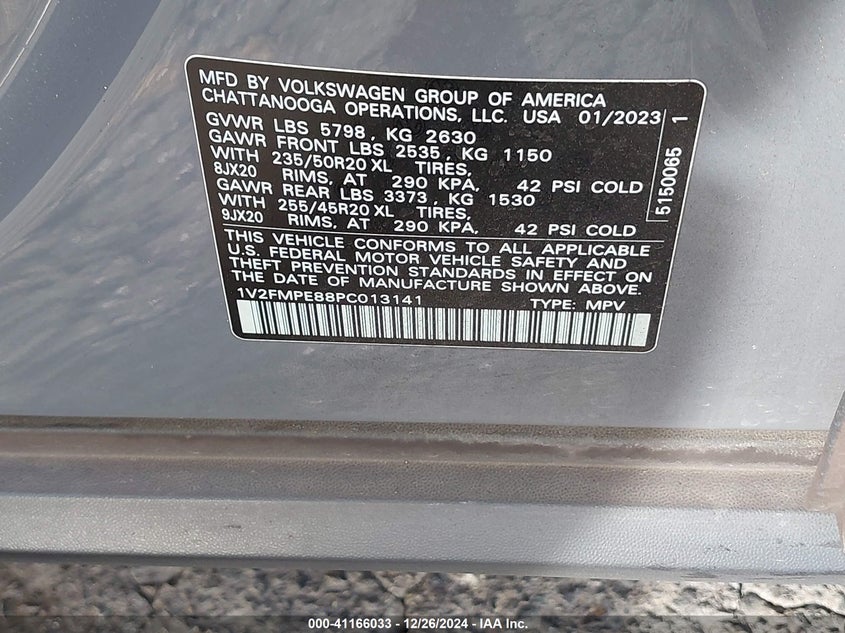 MFD BY VOLKSWAGEN GROUP OF AMERICA
CHATTANOOGA OPERATIONS, LLC. USA 01/2023
GVWR LBS 5798, KG 2630
GAWR FRONT LBS 2535, KG 1150
WITH 235/50R20 XL TIRES,
8JX20 RIMS, AT 290 KPA, 42 PSI COLD
GAWR REAR LBS 3373, KG 1530
WITH 255/45R20 XL TIRES,
9JX20 RIMS, AT 290 KPA, 42 PSI COLD
THIS VEHICLE CONFORMS TO ALL APPLICABLE
U.S. FEDERAL MOTOR VEHICLE SAFETY AND
THEFT PREVENTION STANDARDS IN EFFECT ON
THE DATE OF MANUFACTURE SHOWN ABOVE.
1V2FMPE88PC013141 TYPE: MPV
5150065 1
000-41166033 - 12/26/2024 - IAA Inc.